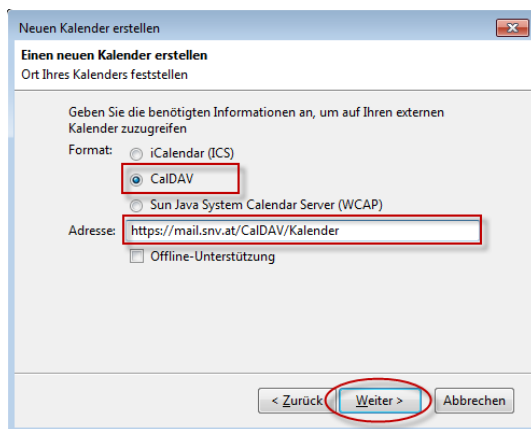 Neuen Kalender erstellen
Einen neuen Kalender erstellen
Ort Ihres Kalenders feststellen
Geben Sie die benötigten Informationen an, um auf Ihren externen
Kalender zuzugreifen
Format: iCalendar (ICS)
CalDAV
Sun Java System Calendar Server (WCAP)
Adresse: https://mail.snv.at/CalDAV/Kalender
Offline-Unterstützung
< Zurück Weiter > Abbrechen